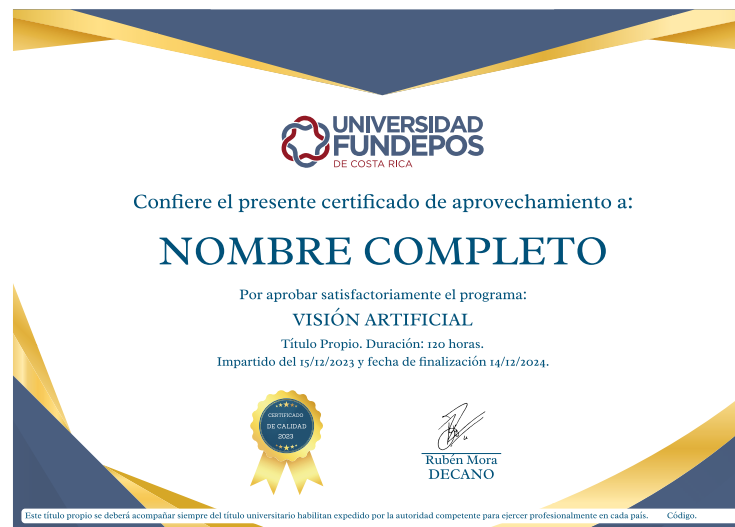 UNIVERSIDAD
FUNDEPOS
DE COSTA RICA
Confiere el presente certificado de aprovechamiento a:
NOMBRE COMPLETO
Por aprobar satisfactoriamente el programa:
VISIÓN ARTIFICIAL
Título Propio. Duración: 120 horas.
Impartido del 15/12/2023 y fecha de finalización 14/12/2024.
CERTIFICADO
DE CALIDAD
2023
Rubén Mora
DECANO
Este título propio se deberá acompañar siempre del título universitario habilitan expedido por la autoridad competente para ejercer profesionalmente en cada país. Código.